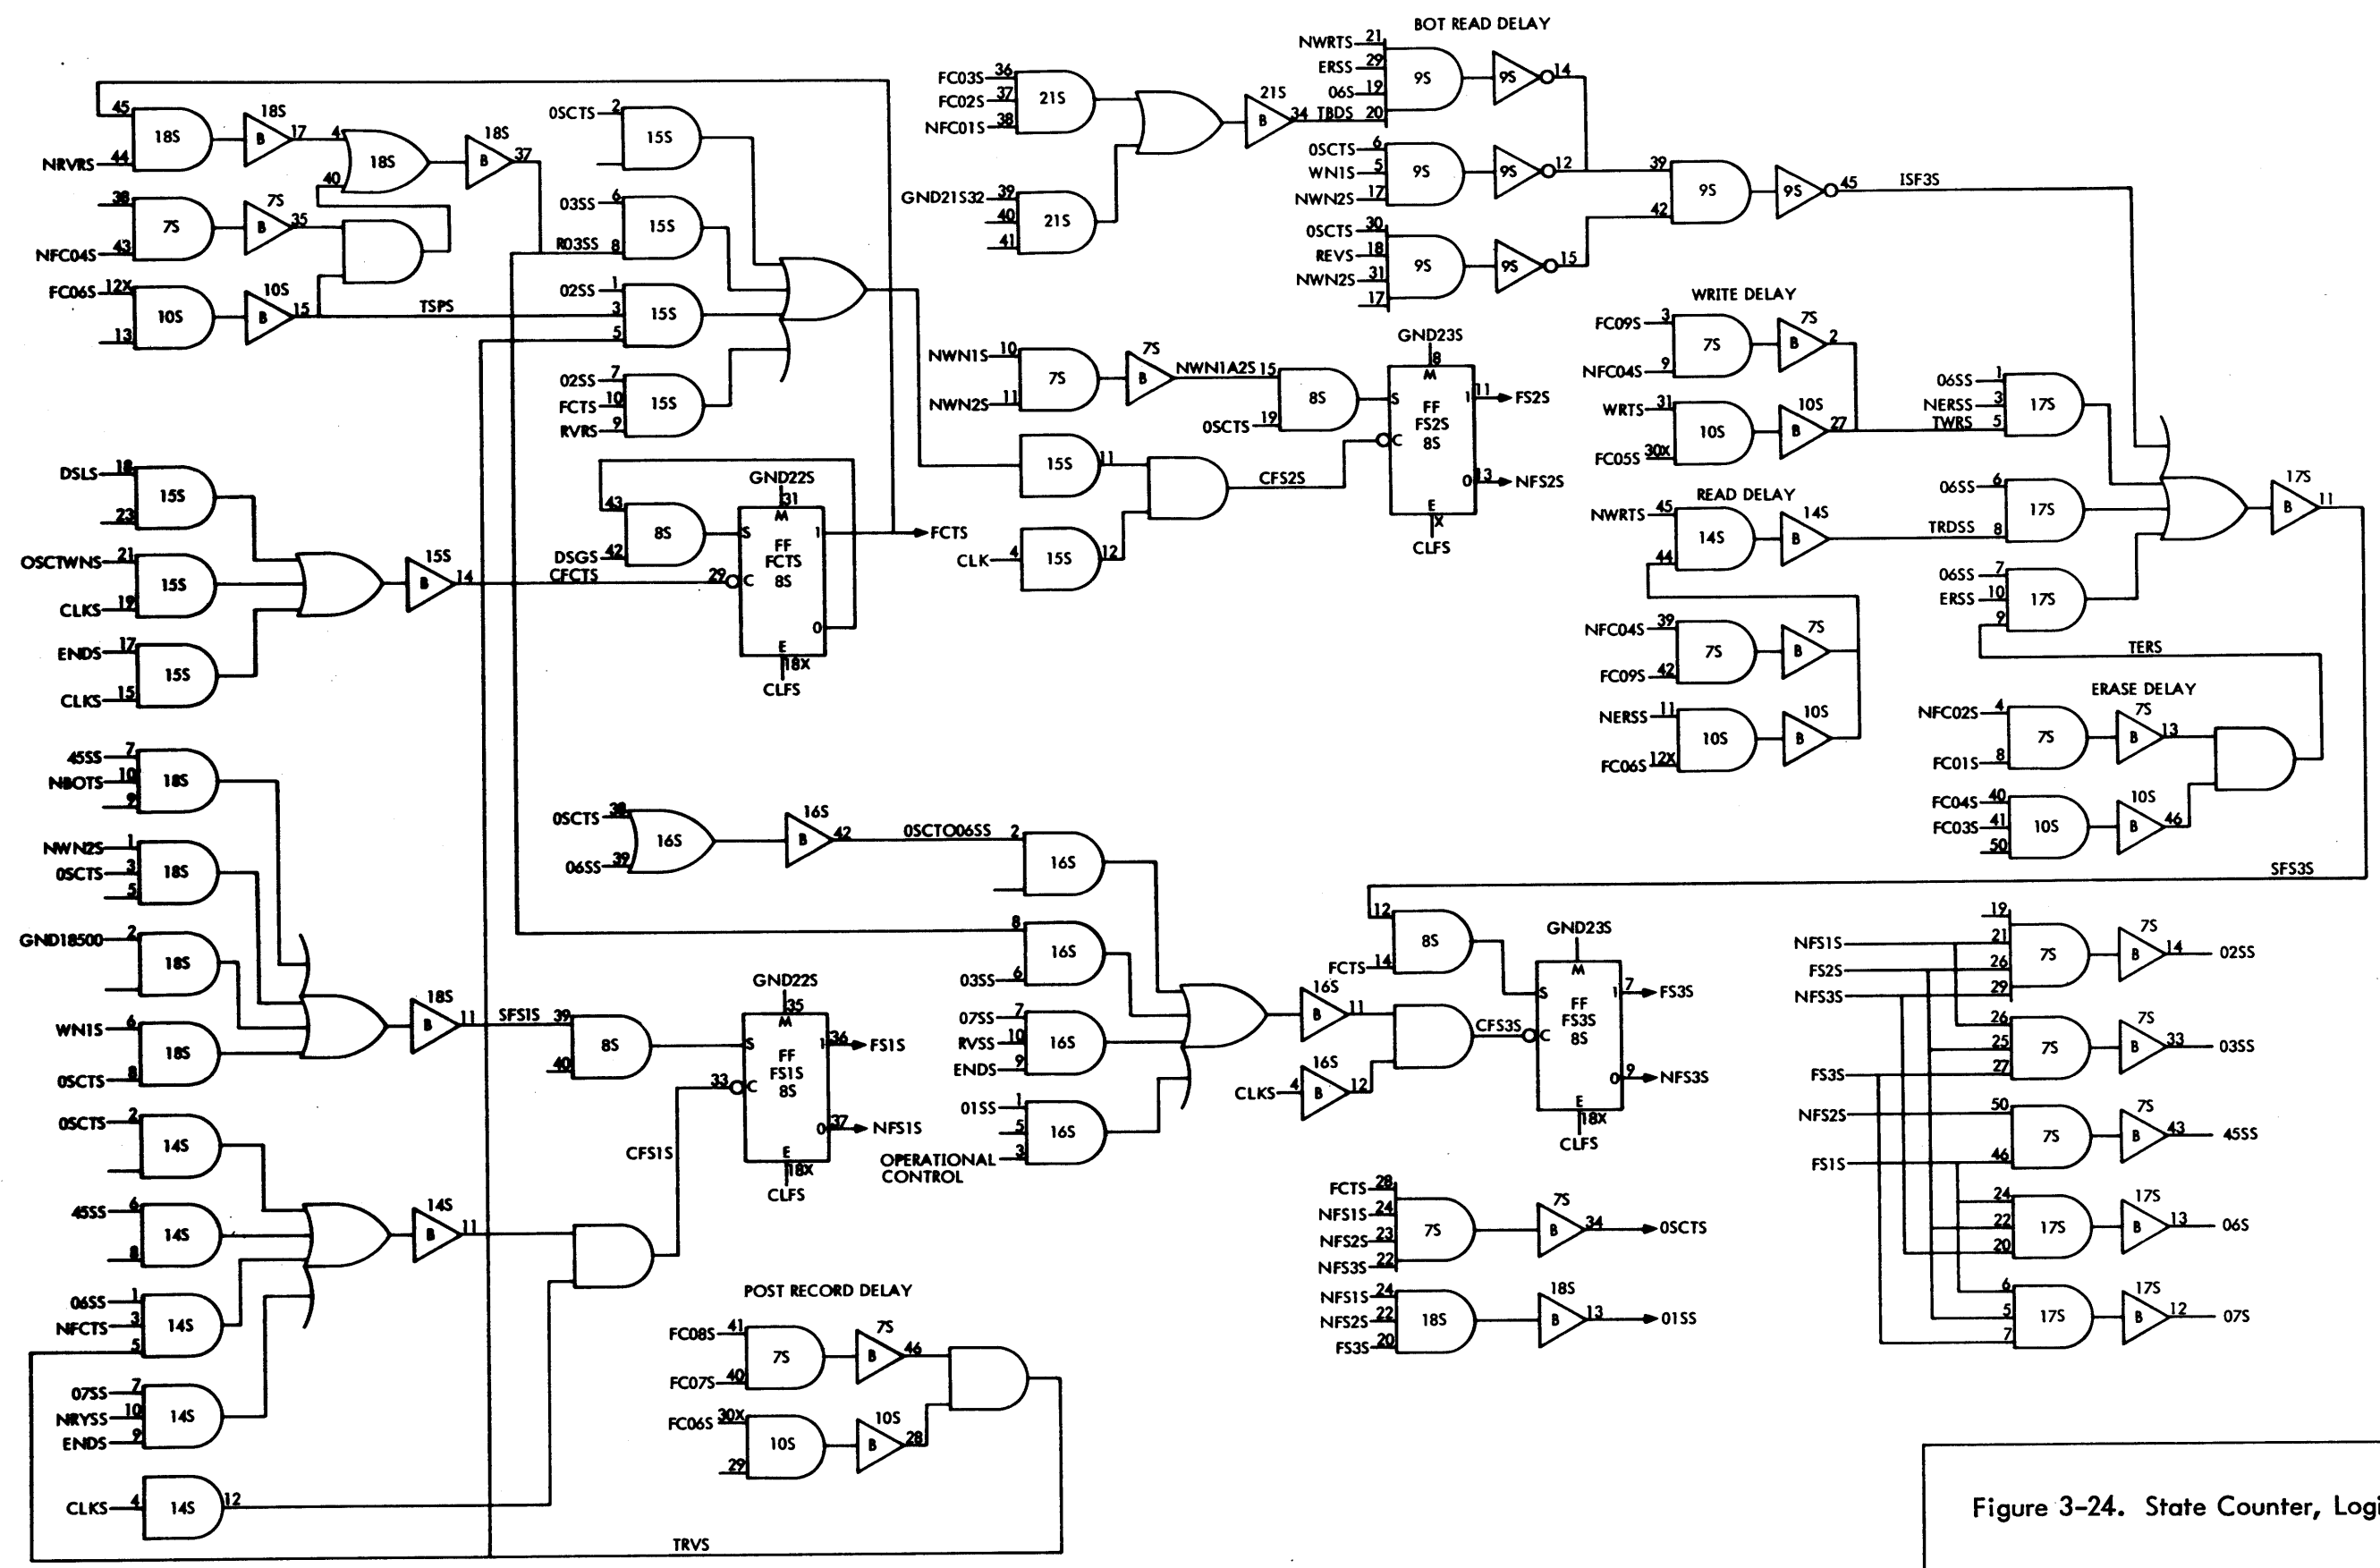 BOT READ DELAY
NWRTS 21
ERSS 29
06S 19
TBDS 20
9S
9S 14
FC03S 36
FC02S 37
NFC01S 38
21S
21S
B 34
GND21S32 39
40
41
21S
0SCTS 6
WN1S 5
NWN2S 17
9S
9S 12
0SCTS 30
REVS 18
NWN2S 31
17
9S
9S 15
39
42
9S
9S 45
ISF3S
45
NRVRS 44
18S
18S
B 17
4
40
18S
18S
B 37
38
NFC04S 43
7S
7S
B 35
FC06S 12X
13
10S
10S
B 15
TSPS
0SCTS 2
15S
03SS 6
R03SS 8
15S
02SS 1
3
5
15S
02SS 7
FCTS 10
RVRS 9
15S
WRITE DELAY
FC09S 3
NFC04S 9
7S
7S
B 2
WRTS 31
FC05S 30X
10S
10S
B 27
06SS 1
NERSS 3
TWRS 5
17S
READ DELAY
NWRTS 45
44
14S
14S
B
TRDSS
06SS 6
8
17S
06SS 7
ERSS 10
9
17S
TERS
17S
B 11
NFC04S 39
FC09S 42
7S
7S
B
NERSS 11
FC06S 12X
10S
10S
B
ERASE DELAY
NFC02S 4
FC01S 8
7S
7S
B 13
FC04S 40
FC03S 41
50
10S
10S
B 46
SFS3S
NWN1S 10
NWN2S 11
7S
7S
B
NWN1A2S 15
0SCTS 19
8S
GND23S
8
M
S
FF
FS2S
8S
C
1 11 FS2S
0 13 NFS2S
E
X
CLFS
15S 11
CLK 4
15S 12
CFS2S
DSLS 18
23
15S
OSCTWNS 21
CLKS 19
15S
ENDS 17
CLKS 15
15S
15S
B 14
43
DSGS 42
8S
CFCTS
29
GND22S
31
M
S
FF
FCTS
8S
C
1
FCTS
0
E
18X
CLFS
45SS 7
NBOTS 10
9
18S
NWN2S 1
0SCTS 3
5
18S
GND18500 2
18S
WN1S 6
0SCTS 8
18S
18S
B 11
SFS1S 39
40
8S
GND22S
35
M
S
FF
FS1S
8S
33
C
1 36 FS1S
0 37 NFS1S
E
18X
CLFS
CFS1S
0SCTS 2
14S
45SS 6
8
14S
06SS 1
NFCTS 3
5
14S
07SS 7
NRYSS 10
ENDS 9
14S
14S
B 11
CLKS 4
14S 12
TRVS
0SCTS 38
06SS 39
16S
16S
B 42
0SCTO06SS 2
16S
8
03SS 6
16S
07SS 7
RVSS 10
ENDS 9
16S
01SS 1
5
OPERATIONAL 3
CONTROL
16S
16S
B 11
CLKS 4
16S
B 12
12
FCTS 14
8S
CFS3S
GND23S
M
S
FF
FS3S
8S
C
1 7 FS3S
0 9 NFS3S
E
18X
CLFS
POST RECORD DELAY
FC08S 41
FC07S 40
7S
7S
B 46
FC06S 30X
29
10S
10S
B 28
FCTS 28
NFS1S 24
NFS2S 23
NFS3S 22
7S
7S
B 34
0SCTS
NFS1S 24
NFS2S 22
FS3S 20
18S
18S
B 13
01SS
19
NFS1S 21
FS2S 26
NFS3S 29
7S
7S
B 14
02SS
26
25
FS3S 27
7S
7S
B 33
03SS
NFS2S 50
FS1S 46
7S
7S
B 43
45SS
24
22
20
17S
17S
B 13
06S
6
5
7
17S
17S
B 12
07S
Figure 3-24. State Counter, Logi